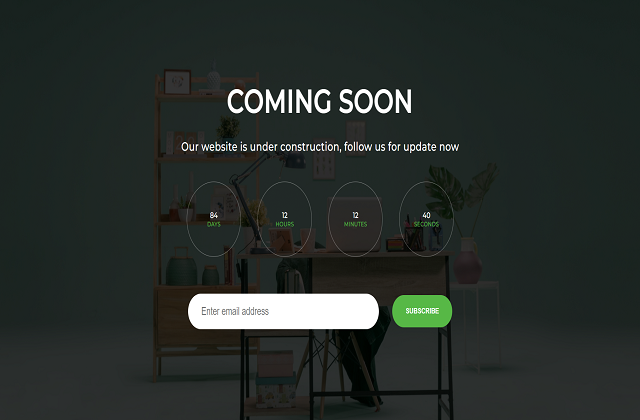 COMING SOON
Our website is under construction, follow us for update now
84 12 12 40
DAYS HOURS MINUTES SECONDS
Enter email address SUBSCRIBE